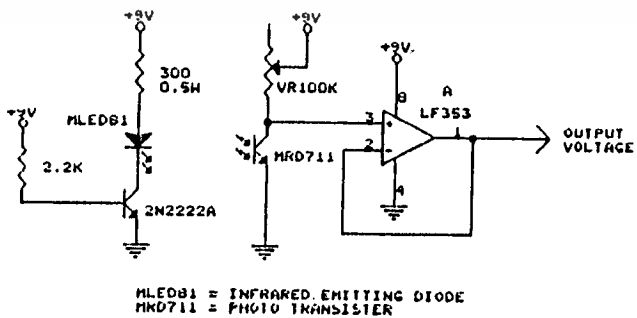 +9V
+9V
+9V
+9V
300
0.5W
VR100K
A
8
LF353
MLED81
3
+
2
-
1
OUTPUT
VOLTAGE
2.2K
MRD711
4
2N2222A
MLED81 = INFRARED EMITTING DIODE
MRD711 = PHOTO TRANSISTER